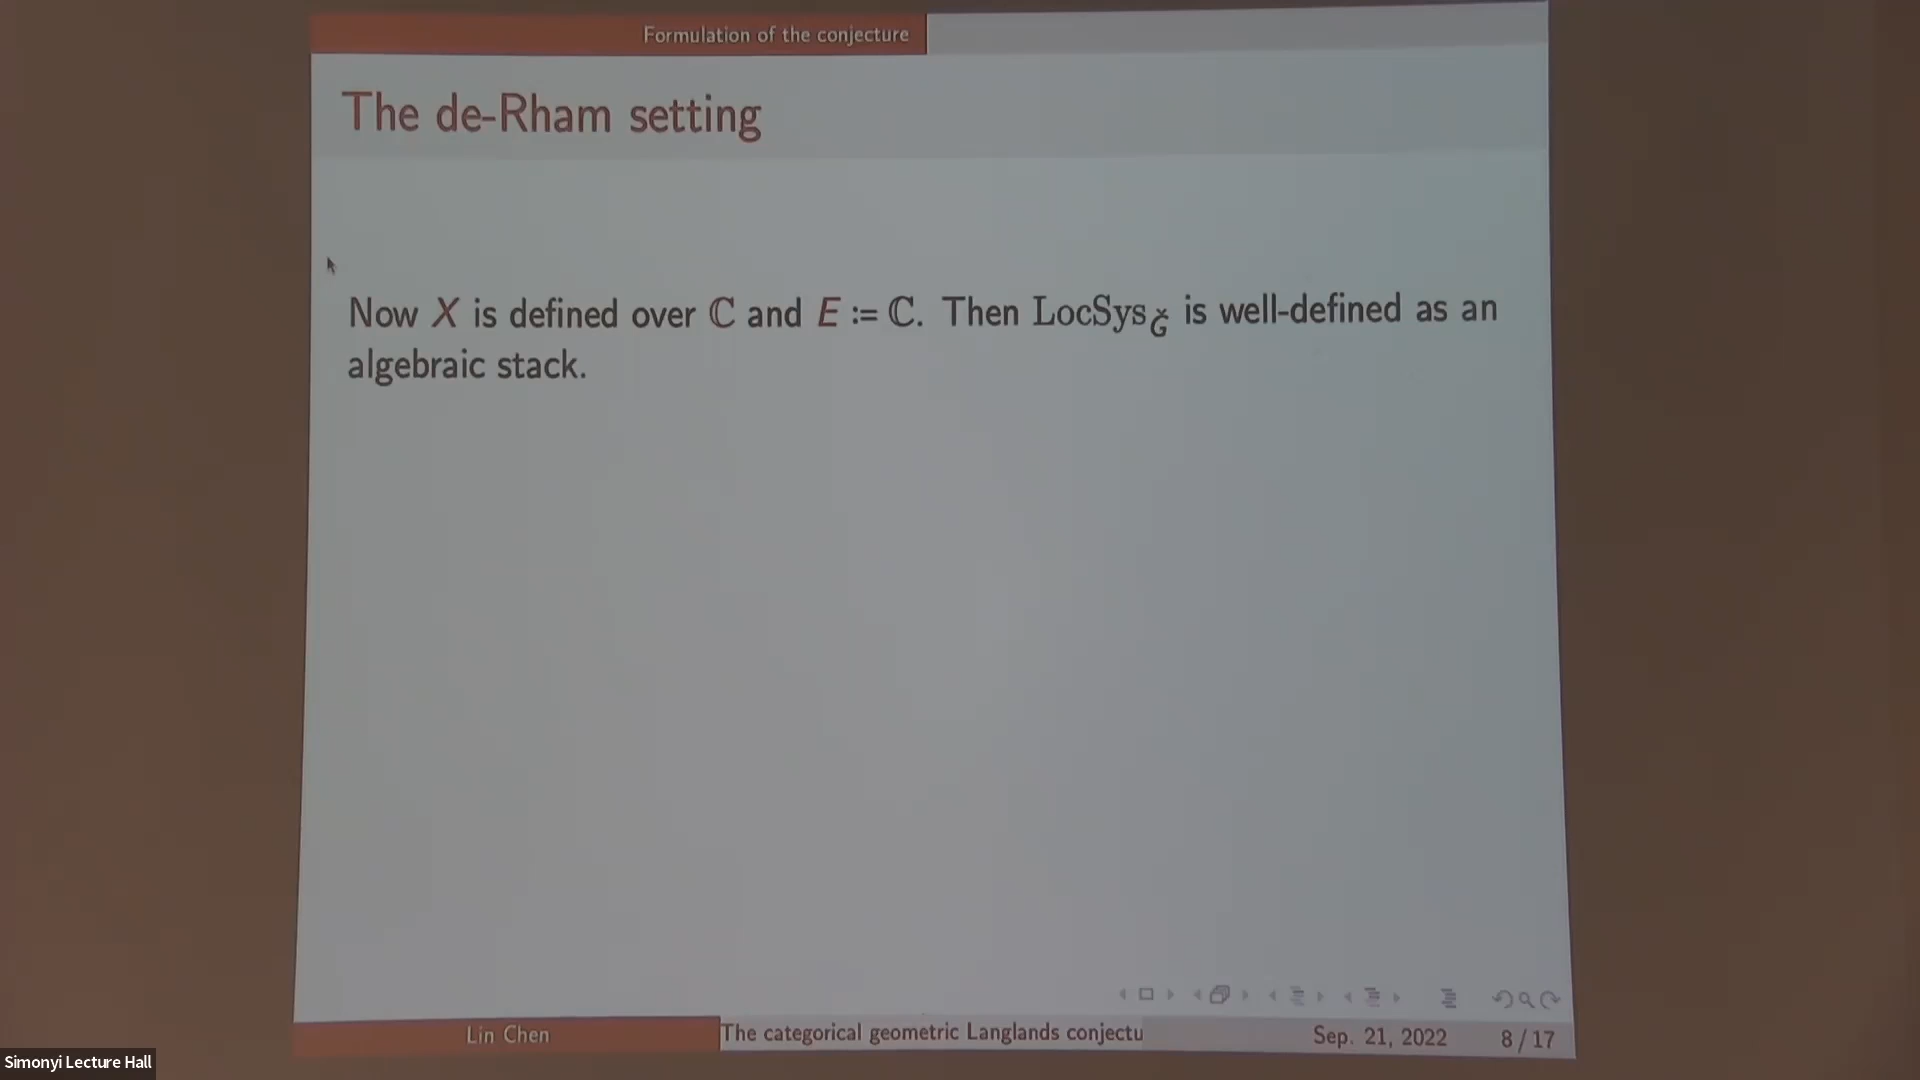 Formulation of the conjecture
The de-Rham setting
Now X is defined over ℂ and E := ℂ. Then LocSys_Ǧ is well-defined as an
algebraic stack.
Lin Chen
The categorical geometric Langlands conjectu
Sep. 21, 2022
8 / 17
Simonyi Lecture Hall